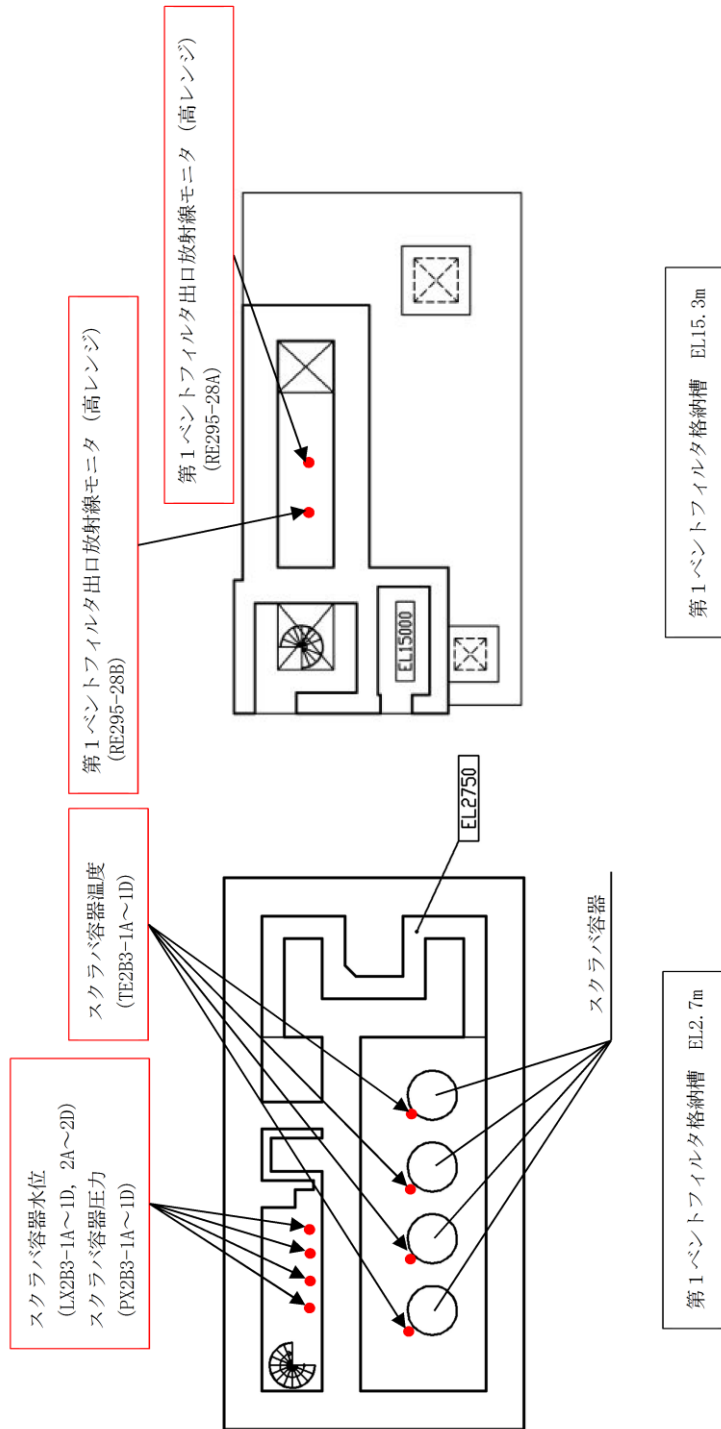 スクラバ容器水位
(LX2B3-1A～1D, 2A～2D)
スクラバ容器圧力
(PX2B3-1A～1D)
スクラバ容器温度
(TE2B3-1A～1D)
第1ベントフィルタ出口放射線モニタ (高レンジ)
(RE295-28B)
第1ベントフィルタ出口放射線モニタ (高レンジ)
(RE295-28A)
EL2750
EL15000
スクラバ容器
第1ベントフィルタ格納槽 EL2.7m
第1ベントフィルタ格納槽 EL15.3m